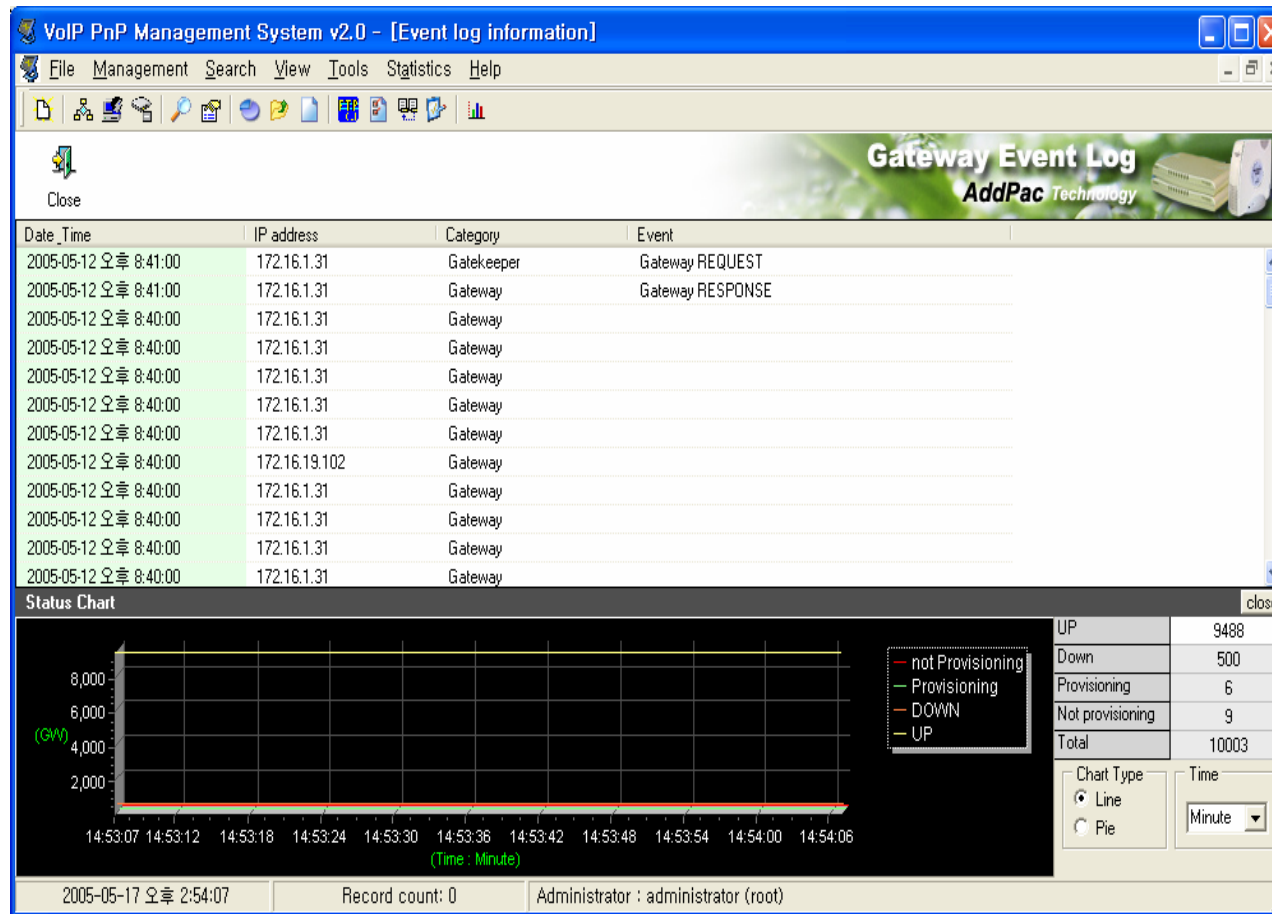 VoIP PnP Management System v2.0 - [Event log information]
File Management Search View Tools Statistics Help
Close
Gateway Event Log
AddPac Technology
Date_Time IP address Category Event
2005-05-12 오후 8:41:00 172.16.1.31 Gatekeeper Gateway REQUEST
2005-05-12 오후 8:41:00 172.16.1.31 Gateway Gateway RESPONSE
2005-05-12 오후 8:40:00 172.16.1.31 Gateway
2005-05-12 오후 8:40:00 172.16.1.31 Gateway
2005-05-12 오후 8:40:00 172.16.1.31 Gateway
2005-05-12 오후 8:40:00 172.16.1.31 Gateway
2005-05-12 오후 8:40:00 172.16.1.31 Gateway
2005-05-12 오후 8:40:00 172.16.19.102 Gateway
2005-05-12 오후 8:40:00 172.16.1.31 Gateway
2005-05-12 오후 8:40:00 172.16.1.31 Gateway
2005-05-12 오후 8:40:00 172.16.1.31 Gateway
2005-05-12 오후 8:40:00 172.16.1.31 Gateway
Status Chart close
8,000
6,000
(GW)
4,000
2,000
14:53:07 14:53:12 14:53:18 14:53:24 14:53:30 14:53:36 14:53:42 14:53:48 14:53:54 14:54:00 14:54:06
(Time : Minute)
not Provisioning
Provisioning
DOWN
UP
UP 9488
Down 500
Provisioning 6
Not provisioning 9
Total 10003
Chart Type
Line
Pie
Time
Minute
2005-05-17 오후 2:54:07 Record count: 0 Administrator : administrator (root)